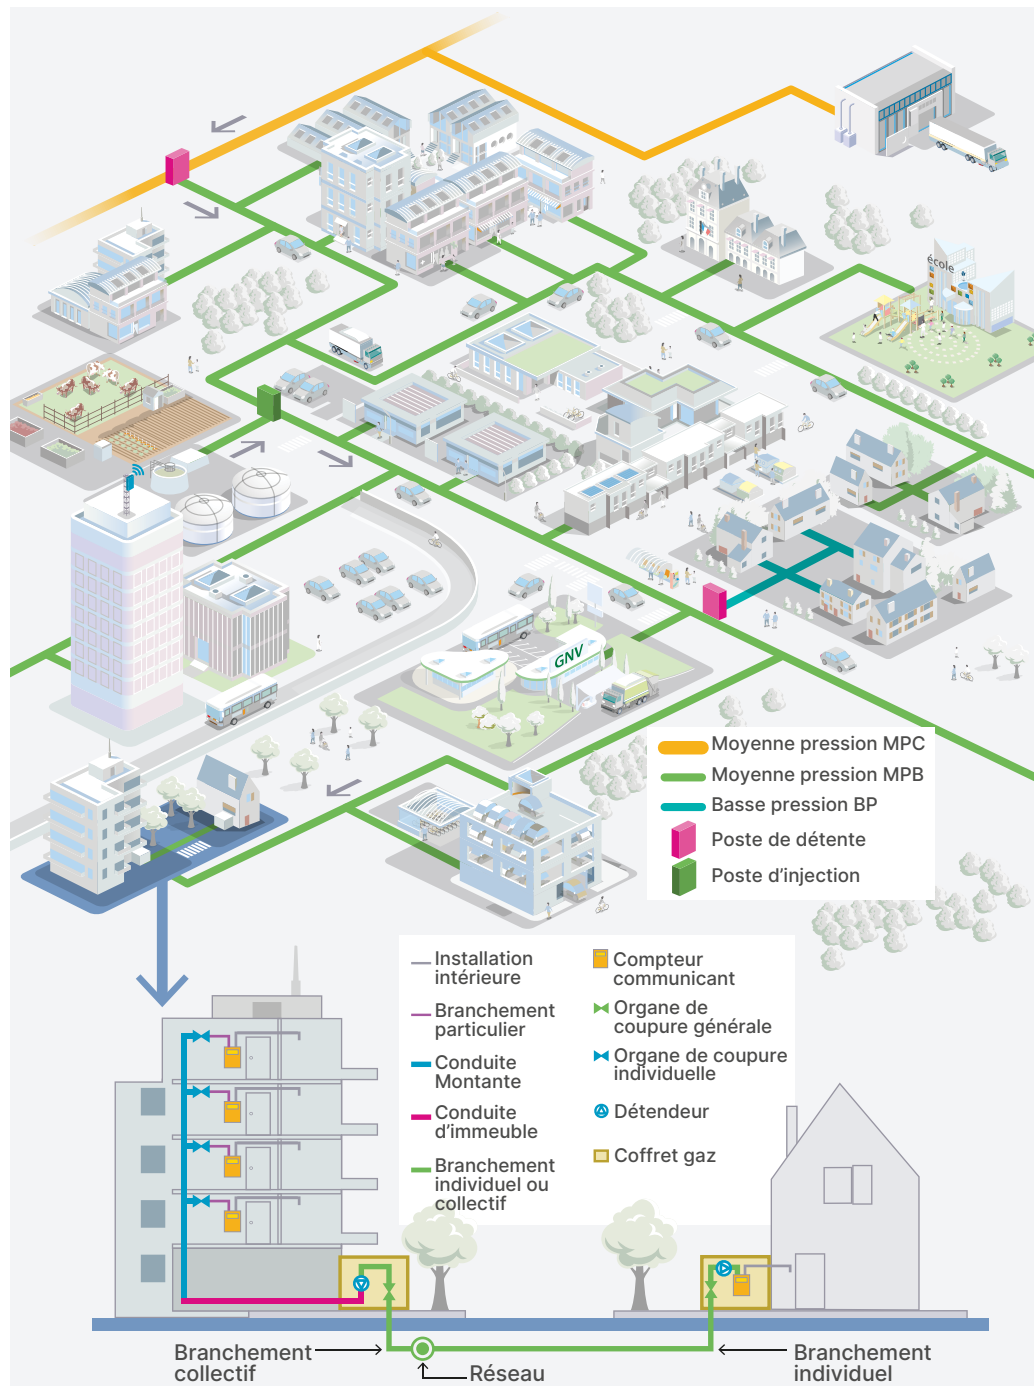 école
GNV
Moyenne pression MPC
Moyenne pression MPB
Basse pression BP
Poste de détente
Poste d’injection
Installation
intérieure
Branchement
particulier
Conduite
Montante
Conduite
d’immeuble
Branchement
individuel ou
collectif
Compteur
communicant
Organe de
coupure générale
Organe de coupure
individuelle
Détendeur
Coffret gaz
Branchement
collectif
Réseau
Branchement
individuel